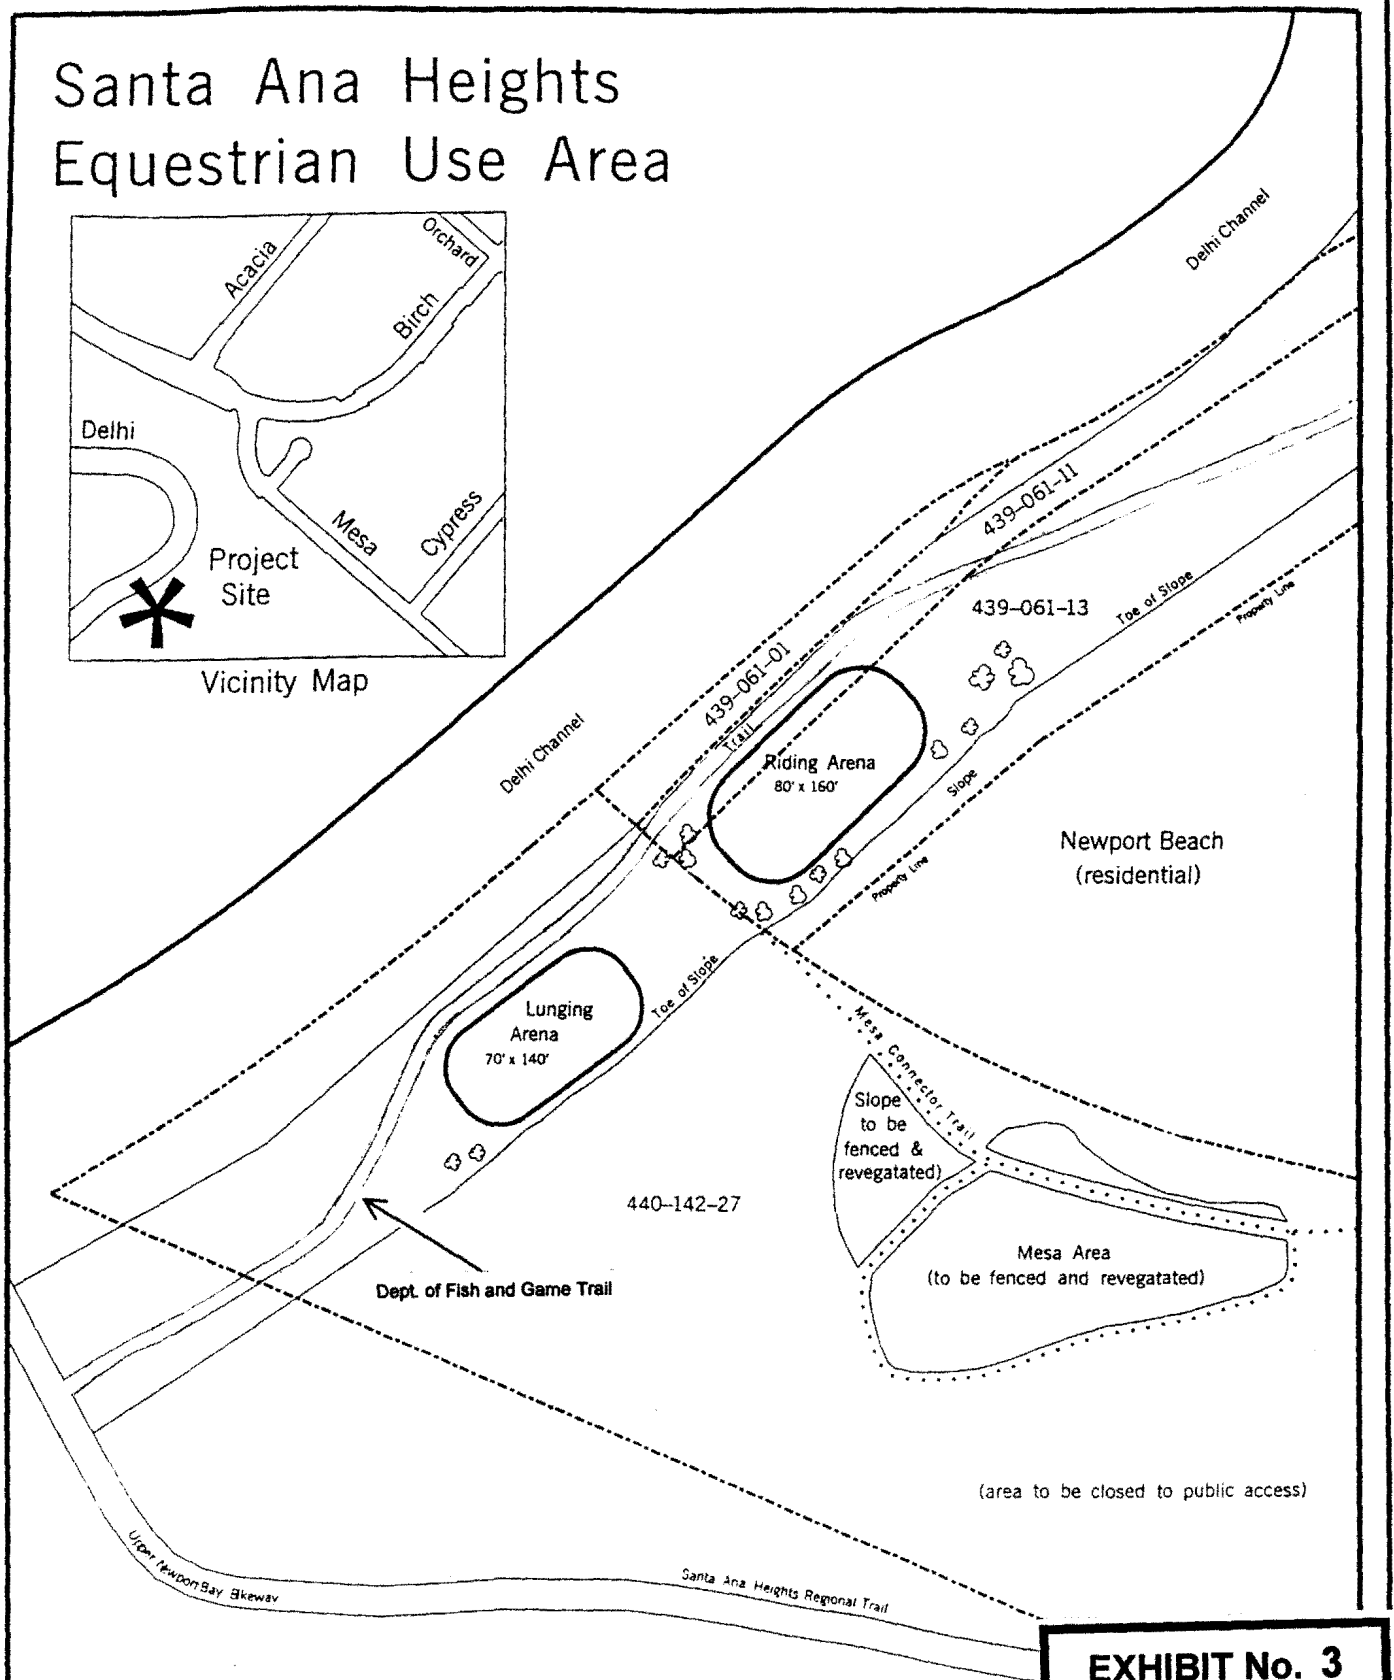 Santa Ana Heights
Equestrian Use Area
Acacia
Orchard
Birch
Delhi
Mesa
Cypress
Project
Site
Vicinity Map
Delhi Channel
439-061-11
439-061-13
Toe of Slope
Property Line
439-061-01
Trail
Delhi Channel
Riding Arena
80' x 160'
Slope
Property Line
Newport Beach
(residential)
Lunging
Arena
70' x 140'
Toe of Slope
Mesa Connector Trail
Slope
to be
fenced &
revegatated)
440-142-27
Mesa Area
(to be fenced and revegatated)
Dept. of Fish and Game Trail
(area to be closed to public access)
Upper Newport Bay Bikeway
Santa Ana Heights Regional Trail
EXHIBIT No. 3